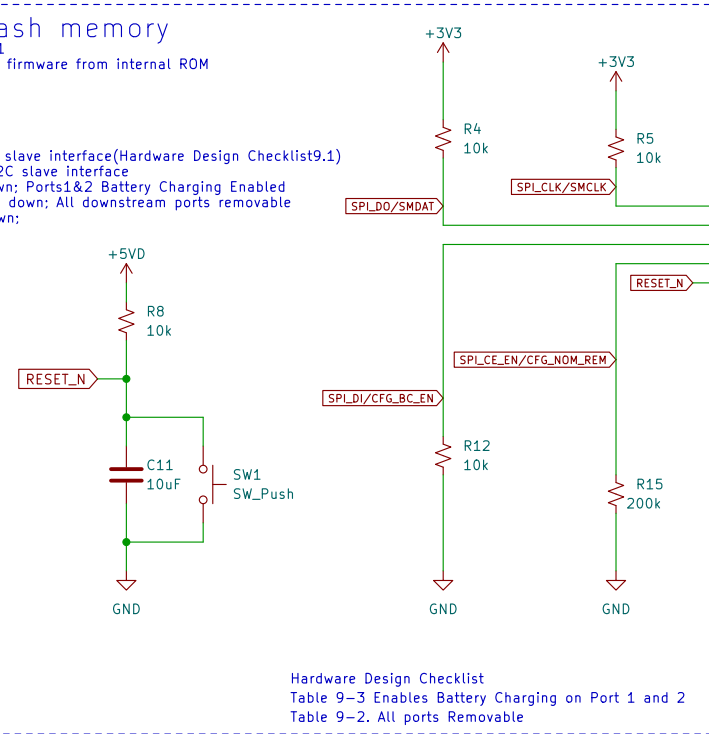 ash memory
1
firmware from internal ROM
slave interface(Hardware Design Checklist9.1)
2C slave interface
wn; Ports1&2 Battery Charging Enabled
down; All downstream ports removable
wn;
+3V3
R4
10k
+3V3
R5
10k
SPI_CLK/SMCLK
SPI_DO/SMDAT
+5VD
R8
10k
RESET_N
RESET_N
SPI_CE_EN/CFG_NOM_REM
SPI_DI/CFG_BC_EN
R12
10k
C11
10uF
SW1
SW_Push
R15
200k
GND
GND
GND
Hardware Design Checklist
Table 9-3 Enables Battery Charging on Port 1 and 2
Table 9-2. All ports Removable